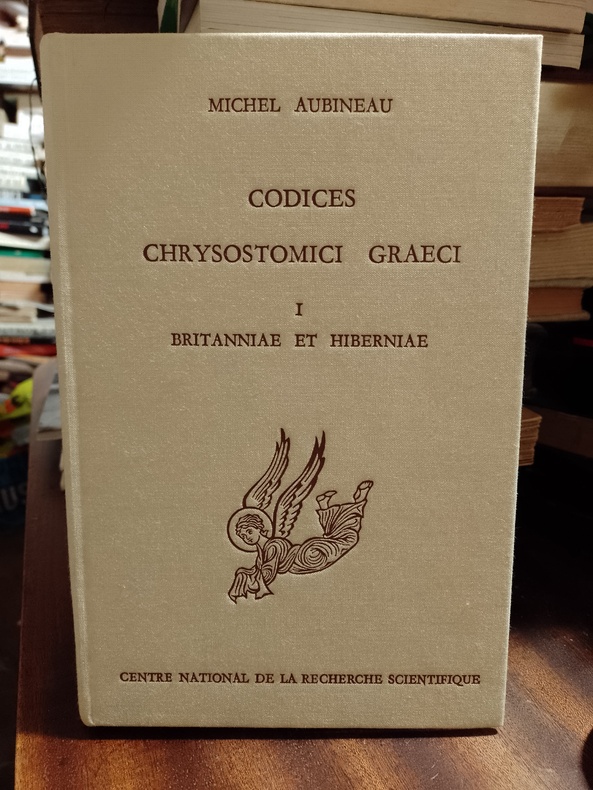 MICHEL AUBINEAU
CODICES
CHRYSOSTOMICI GRAECI
I
BRITANNIAE ET HIBERNIAE
CENTRE NATIONAL DE LA RECHERCHE SCIENTIFIQUE